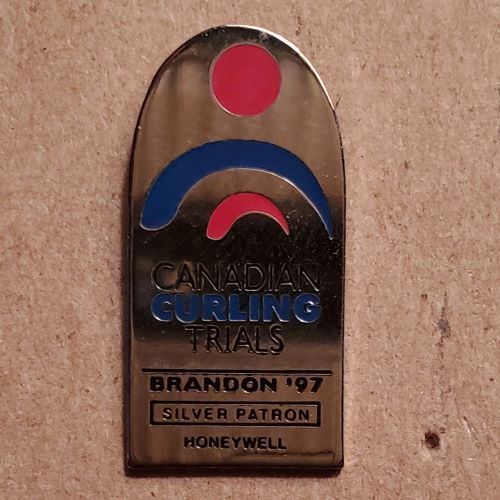 CANADIAN
CURLING
TRIALS
BRANDON '97
SILVER PATRON
HONEYWELL